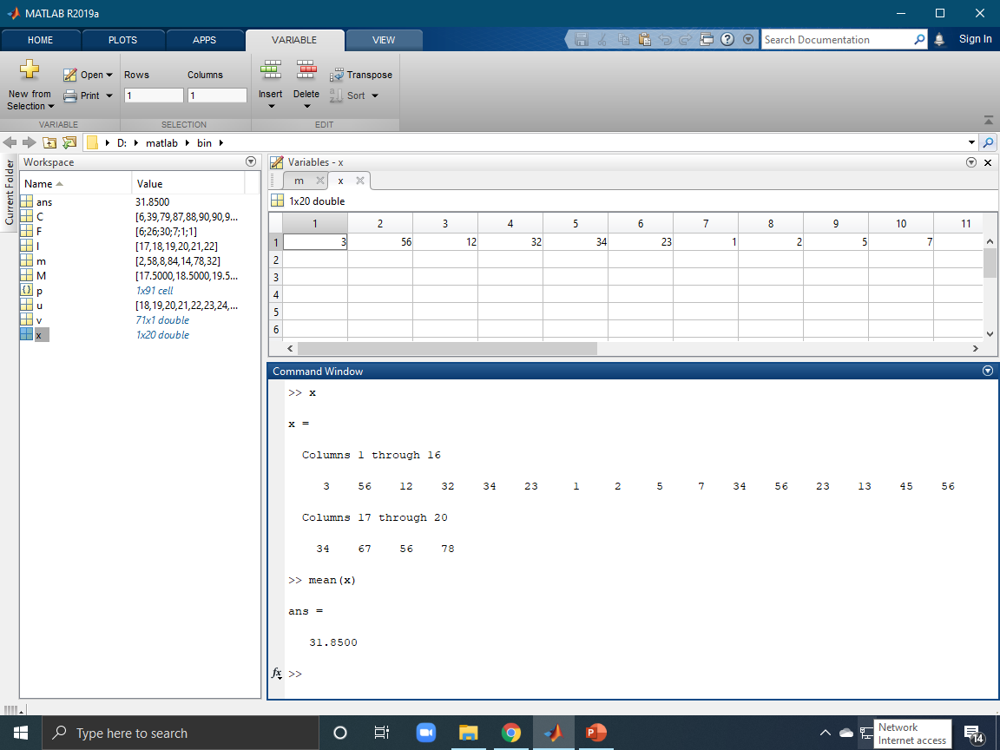 MATLAB R2019a
HOME PLOTS APPS VARIABLE VIEW
Search Documentation Sign In
New from Selection
Open
Print
Rows Columns
1 1
Insert Delete
Transpose
Sort
VARIABLE SELECTION EDIT
D: matlab bin
Current Folder
Workspace
Name Value
ans 31.8500
C [6,39,79,87,88,90,90,9...
F [6;26;30;7;1;1]
I [17,18,19,20,21,22]
m [2,58,8,84,14,78,32]
M [17.5000,18.5000,19.5...
p 1x91 cell
u [18,19,20,21,22,23,24,...
v 71x1 double
x 1x20 double
Variables - x
m x
1x20 double
1 2 3 4 5 6 7 8 9 10 11
1 3 56 12 32 34 23 1 2 5 7
2
3
4
5
6
Command Window
>> x
x =
Columns 1 through 16
3 56 12 32 34 23 1 2 5 7 34 56 23 13 45 56
Columns 17 through 20
34 67 56 78
>> mean(x)
ans =
31.8500
fx >>
Type here to search
Network
Internet access
14